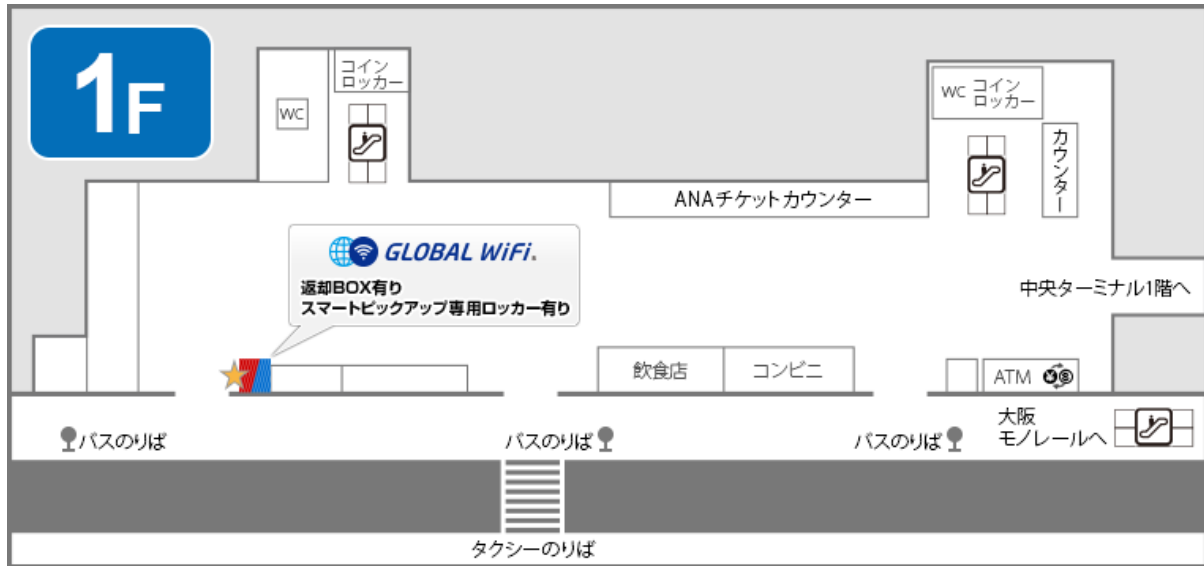 1F
コイン
ロッカー
WC
WC コイン
ロッカー
カウンター
ANAチケットカウンター
GLOBAL WiFi.
返却BOX有り
スマートピックアップ専用ロッカー有り
中央ターミナル1階へ
飲食店
コンビニ
ATM
バスのりば
バスのりば
バスのりば
大阪
モノレールへ
タクシーのりば